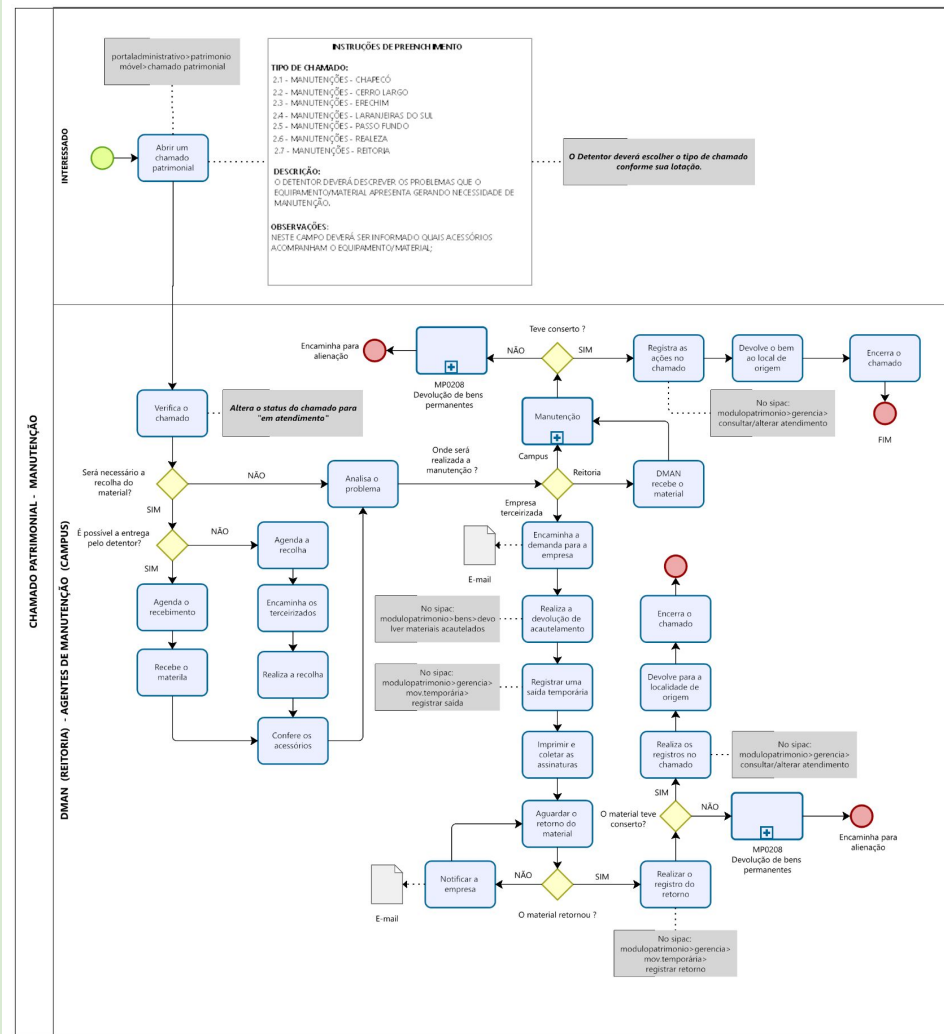 CHAMADO PATRIMONIAL - MANUTENÇÃO
INTERESSADO
portaladministrativo>patrimonio
móvel>chamado patrimonial
Abrir um
chamado
patrimonial
INSTRUÇÕES DE PREENCHIMENTO
TIPO DE CHAMADO:
2.1 - MANUTENÇÕES - CHAPECÓ
2.2 - MANUTENÇÕES - CERRO LARGO
2.3 - MANUTENÇÕES - ERECHIM
2.4 - MANUTENÇÕES - LARANJEIRAS DO SUL
2.5 - MANUTENÇÕES - PASSO FUNDO
2.6 - MANUTENÇÕES - REALEZA
2.7 - MANUTENÇÕES - REITORIA
DESCRIÇÃO:
O DETENTOR DEVERÁ DESCREVER OS PROBLEMAS QUE O
EQUIPAMENTO/MATERIAL APRESENTA GERANDO NECESSIDADE DE
MANUTENÇÃO.
OBSERVAÇÕES:
NESTE CAMPO DEVERÁ SER INFORMADO QUAIS ACESSÓRIOS
ACOMPANHAM O EQUIPAMENTO/MATERIAL;
O Detentor deverá escolher o tipo de chamado
conforme sua lotação.
DMAN (REITORIA) - AGENTES DE MANUTENÇÃO (CAMPUS)
Encaminha para
alienação
MP0208
Devolução de bens
permanentes
NÃO
Teve conserto ?
SIM
Registra as
ações no
chamado
Devolve o bem
ao local de
origem
Encerra o
chamado
FIM
No sipac:
modulopatrimonio>gerencia>
consultar/alterar atendimento
Verifica o
chamado
Altera o status do chamado para
"em atendimento"
Manutenção
Campus
Será necessário a
recolha do
material?
NÃO
SIM
Analisa o
problema
Onde será
realizada a
manutenção ?
Reitoria
DMAN
recebe o
material
Empresa
terceirizada
É possível a entrega
pelo detentor?
NÃO
SIM
Agenda a
recolha
Encaminha os
terceirizados
Realiza a recolha
Confere os
acessórios
Agenda o
recebimento
Recebe o
materila
Encaminha a
demanda para a
empresa
E-mail
Realiza a
devolução de
acautelamento
No sipac:
modulopatrimonio>bens>devo
lver materiais acautelados
Registrar uma
saída temporária
No sipac:
modulopatrimonio>gerencia>
mov.temporária>
registrar saída
Imprimir e
coletar as
assinaturas
Aguardar o
retorno do
material
Notificar a
empresa
E-mail
NÃO
SIM
O material retornou ?
Realizar o
registro do
retorno
No sipac:
modulopatrimonio>gerencia>
mov.temporária>
registrar retorno
O material teve
conserto?
SIM
NÃO
MP0208
Devolução de bens
permanentes
Encaminha para
alienação
Realiza os
registros no
chamado
No sipac:
modulopatrimonio>gerencia>
consultar/alterar atendimento
Devolve para a
localidade de
origem
Encerra o
chamado